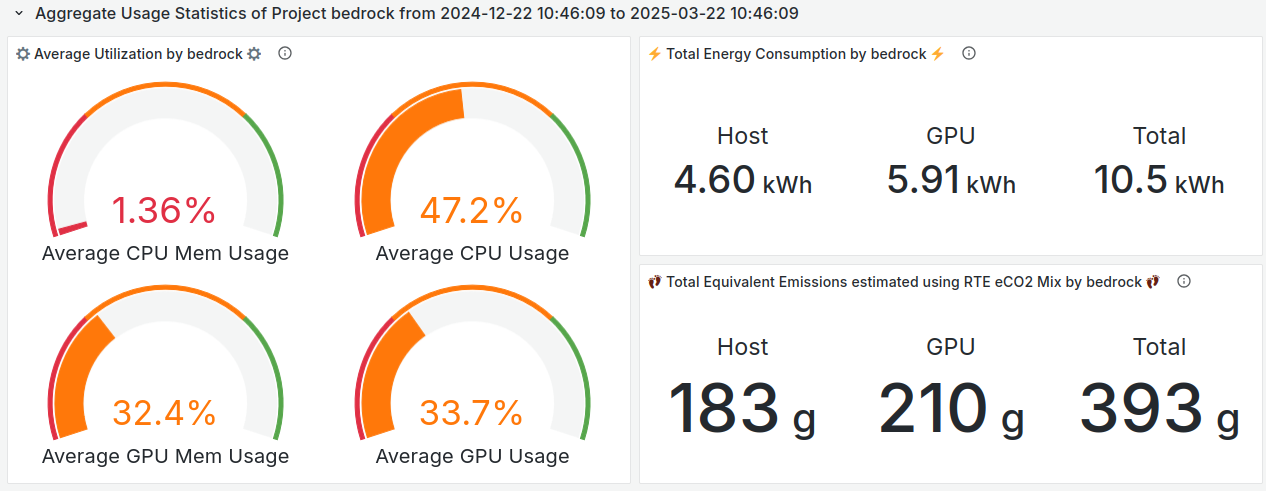 Aggregate Usage Statistics of Project bedrock from 2024-12-22 10:46:09 to 2025-03-22 10:46:09
Average Utilization by bedrock
1.36%
Average CPU Mem Usage
47.2%
Average CPU Usage
32.4%
Average GPU Mem Usage
33.7%
Average GPU Usage
Total Energy Consumption by bedrock
Host
4.60 kWh
GPU
5.91 kWh
Total
10.5 kWh
Total Equivalent Emissions estimated using RTE eCO2 Mix by bedrock
Host
183 g
GPU
210 g
Total
393 g